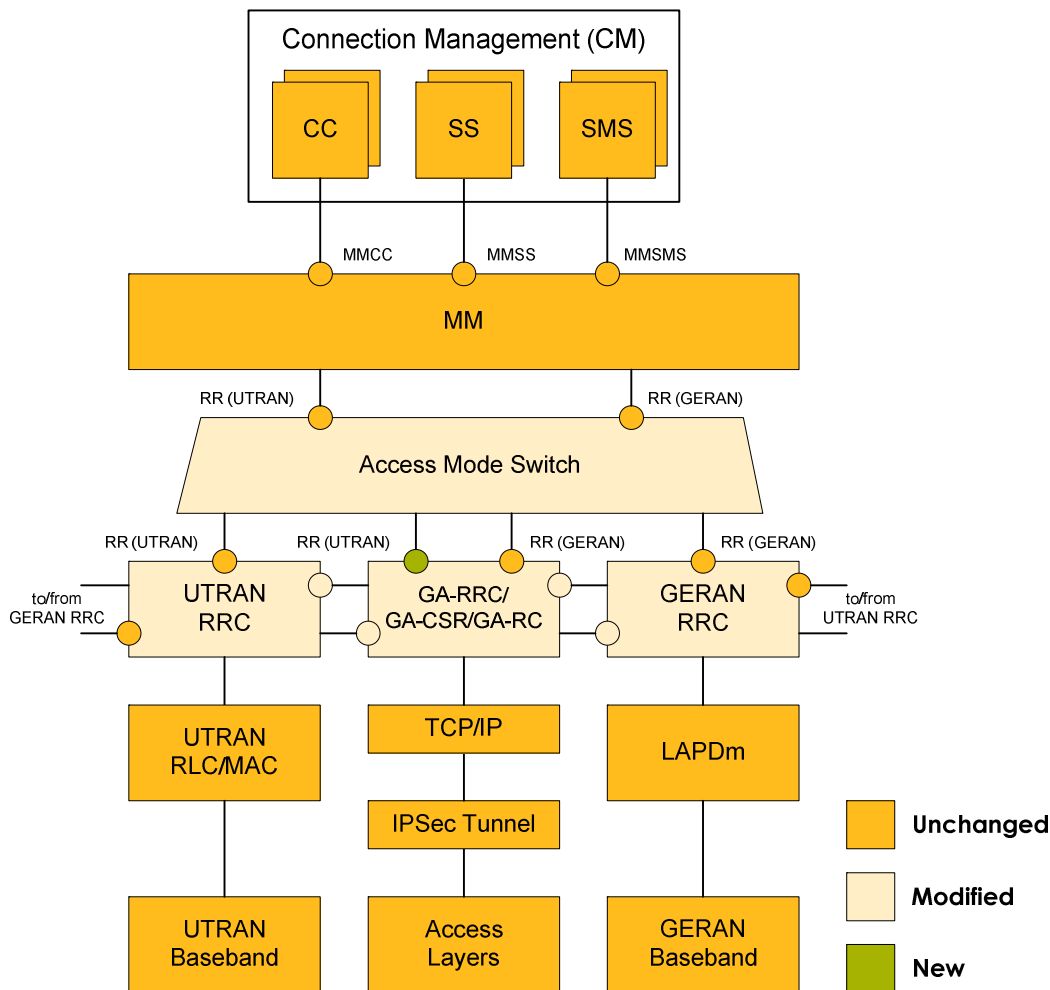 Connection Management (CM)
CC
SS
SMS
MMCC
MMSS
MMSMS
MM
RR (UTRAN)
RR (GERAN)
Access Mode Switch
RR (UTRAN)
RR (UTRAN)
RR (GERAN)
RR (GERAN)
to/from
GERAN RRC
UTRAN
RRC
GA-RRC/
GA-CSR/GA-RC
GERAN
RRC
to/from
UTRAN RRC
UTRAN
RLC/MAC
TCP/IP
LAPDm
IPSec Tunnel
UTRAN
Baseband
Access
Layers
GERAN
Baseband
Unchanged
Modified
New